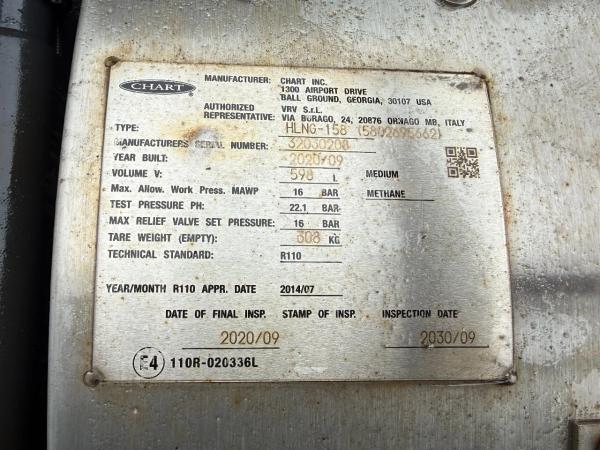 CHART
MANUFACTURER: CHART INC.
1300 AIRPORT DRIVE
BALL GROUND, GEORGIA, 30107 USA
AUTHORIZED REPRESENTATIVE: VRV S.r.L.
VIA BURAGO, 24, 20876 ORNAGO MB, ITALY
TYPE: HLNG-158
MANUFACTURERS SERIAL NUMBER: 32030208
YEAR BUILT: 2020/09
VOLUME V: 598 L MEDIUM
Max. Allow. Work Press. MAWP 16 BAR METHANE
TEST PRESSURE PH: 22.1 BAR
MAX RELIEF VALVE SET PRESSURE: 16 BAR
TARE WEIGHT (EMPTY): 308 KG
TECHNICAL STANDARD: R110
YEAR/MONTH R110 APPR. DATE 2014/07
DATE OF FINAL INSP. STAMP OF INSP. INSPECTION DATE
2020/09 2030/09
E4 110R-020336L